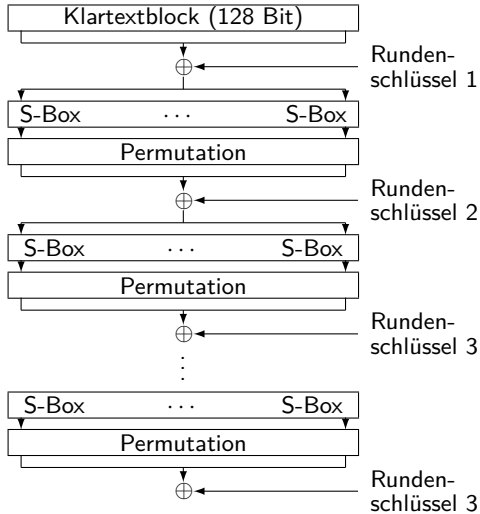 Klartextblock (128 Bit)
Runden-
schlüssel 1
S-Box ... S-Box
Permutation
Runden-
schlüssel 2
S-Box ... S-Box
Permutation
Runden-
schlüssel 3
S-Box ... S-Box
Permutation
Runden-
schlüssel 3